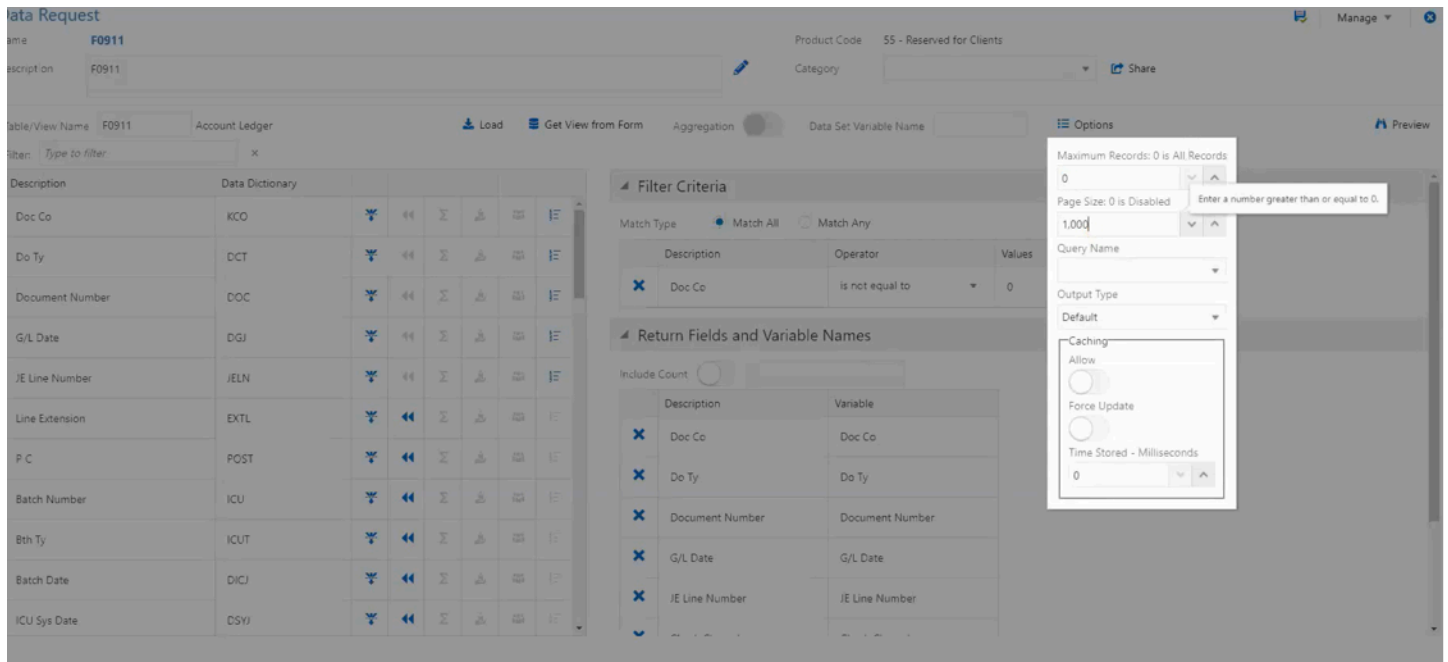 Data Request
Manage
Name F0911
Product Code 55 - Reserved for Clients
Description F0911
Category
Share
Table/View Name F0911 Account Ledger
Load
Get View from Form
Aggregation
Data Set Variable Name
Options
Preview
Filter: Type to filter
Maximum Records: 0 is All Records
0
Page Size: 0 is Disabled
Enter a number greater than or equal to 0.
1,000
Query Name
Output Type
Default
Caching
Allow
Force Update
Time Stored - Milliseconds
0
Description Data Dictionary
Doc Co KCO
Do Ty DCT
Document Number DOC
G/L Date DGJ
JE Line Number JELN
Line Extension EXTL
P C POST
Batch Number ICU
Bth Ty ICUT
Batch Date DICJ
ICU Sys Date DSYJ
Filter Criteria
Match Type Match All Match Any
Description Operator Values
Doc Co is not equal to 0
Return Fields and Variable Names
Include Count
Description Variable
Doc Co Doc Co
Do Ty Do Ty
Document Number Document Number
G/L Date G/L Date
JE Line Number JE Line Number